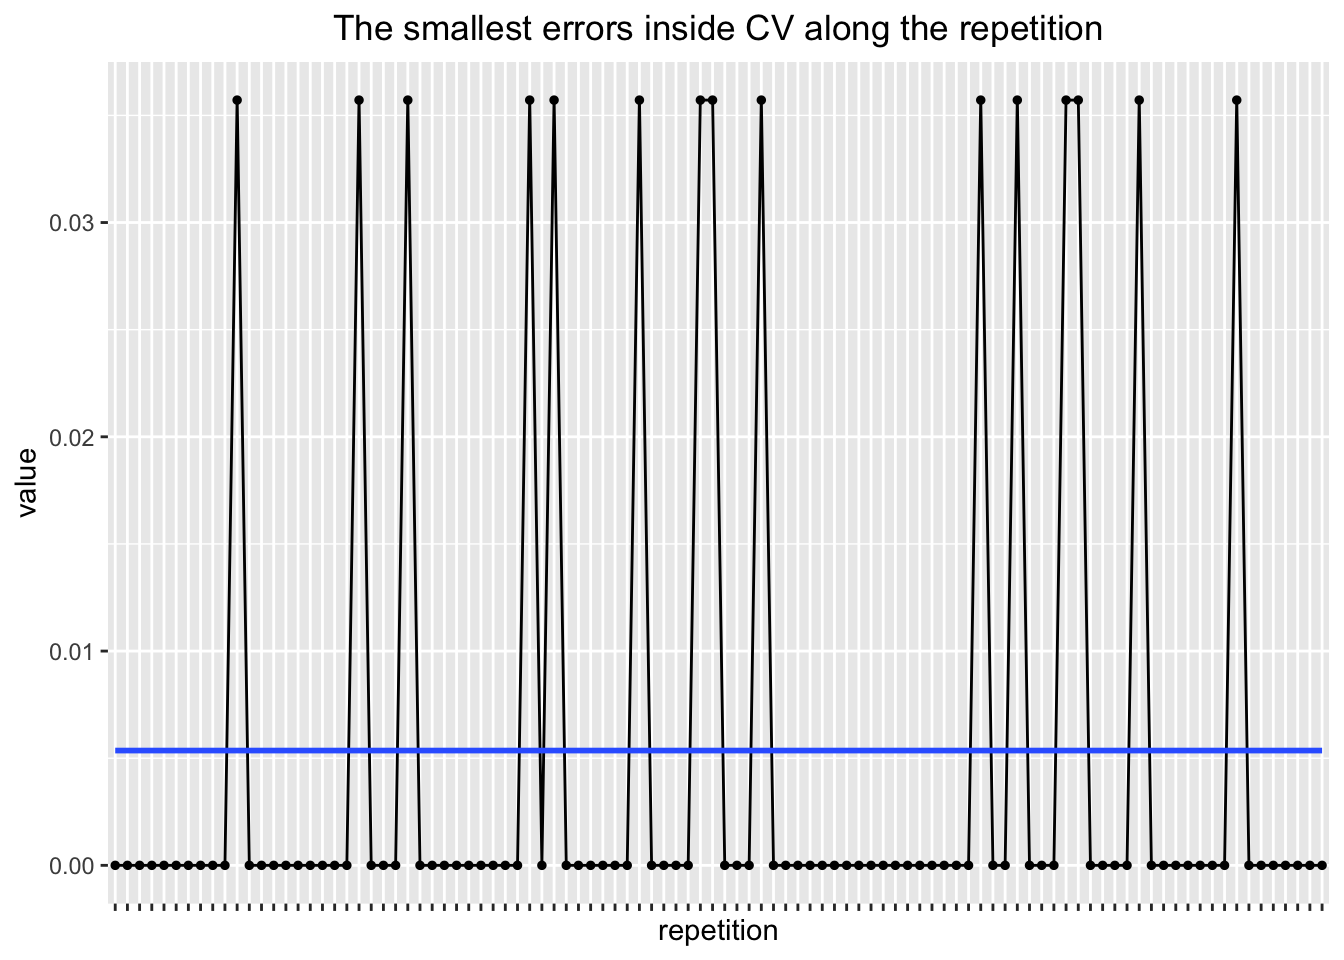 The smallest errors inside CV along the repetition
0.03
0.02
0.01
0.00
value
repetition